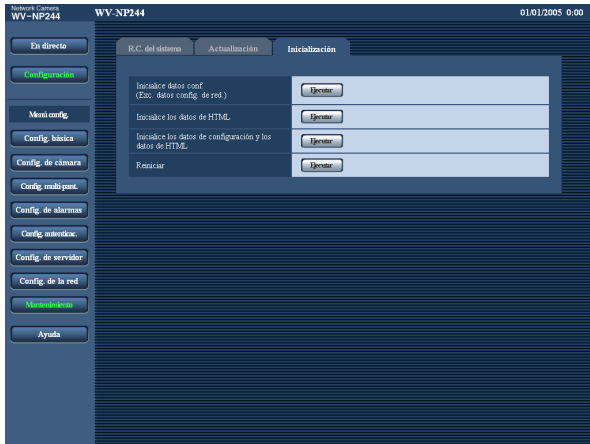 Network Camera
WV-NP244
WV-NP244
01/01/2005 0:00
En directo
Configuración
Menú config.
Config. básica
Config. de cámara
Config. multi-pant.
Config. de alarmas
Config. autenticac.
Config. de servidor
Config. de la red
Mantenimiento
Ayuda
R.C. del sistema
Actualización
Inicialización
Inicialice datos conf.
(Exc. datos config. de red.)
Ejecutar
Inicialice los datos de HTML
Ejecutar
Inicialice los datos de configuración y los
datos de HTML
Ejecutar
Reiniciar
Ejecutar